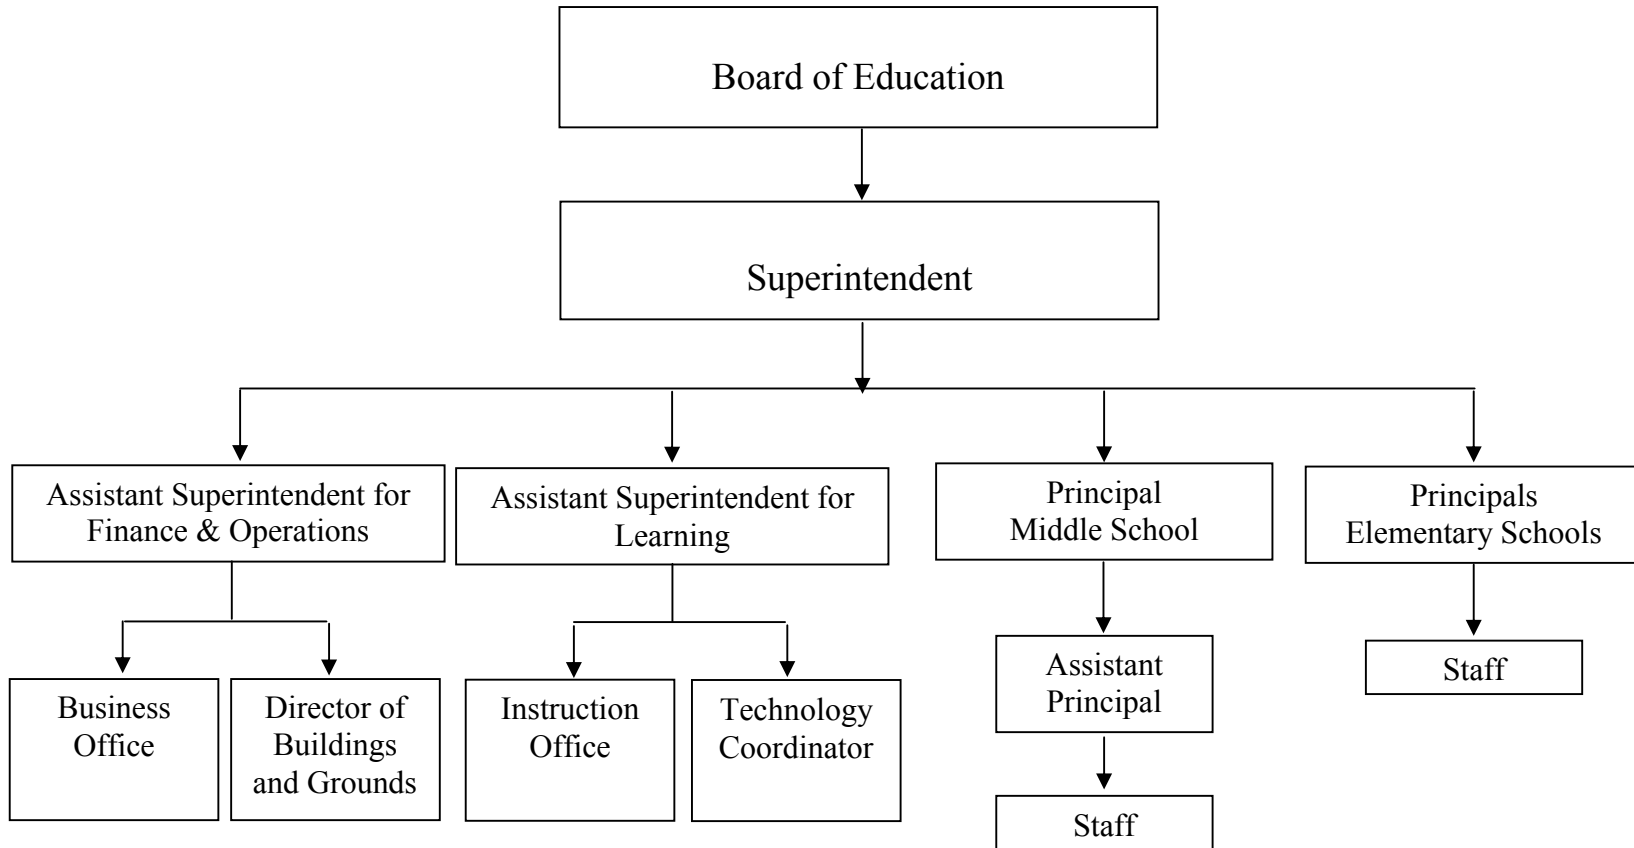 Board of Education
Superintendent
Assistant Superintendent for
Finance & Operations
Assistant Superintendent for
Learning
Principal
Middle School
Principals
Elementary Schools
Business
Office
Director of
Buildings
and Grounds
Instruction
Office
Technology
Coordinator
Assistant
Principal
Staff
Staff